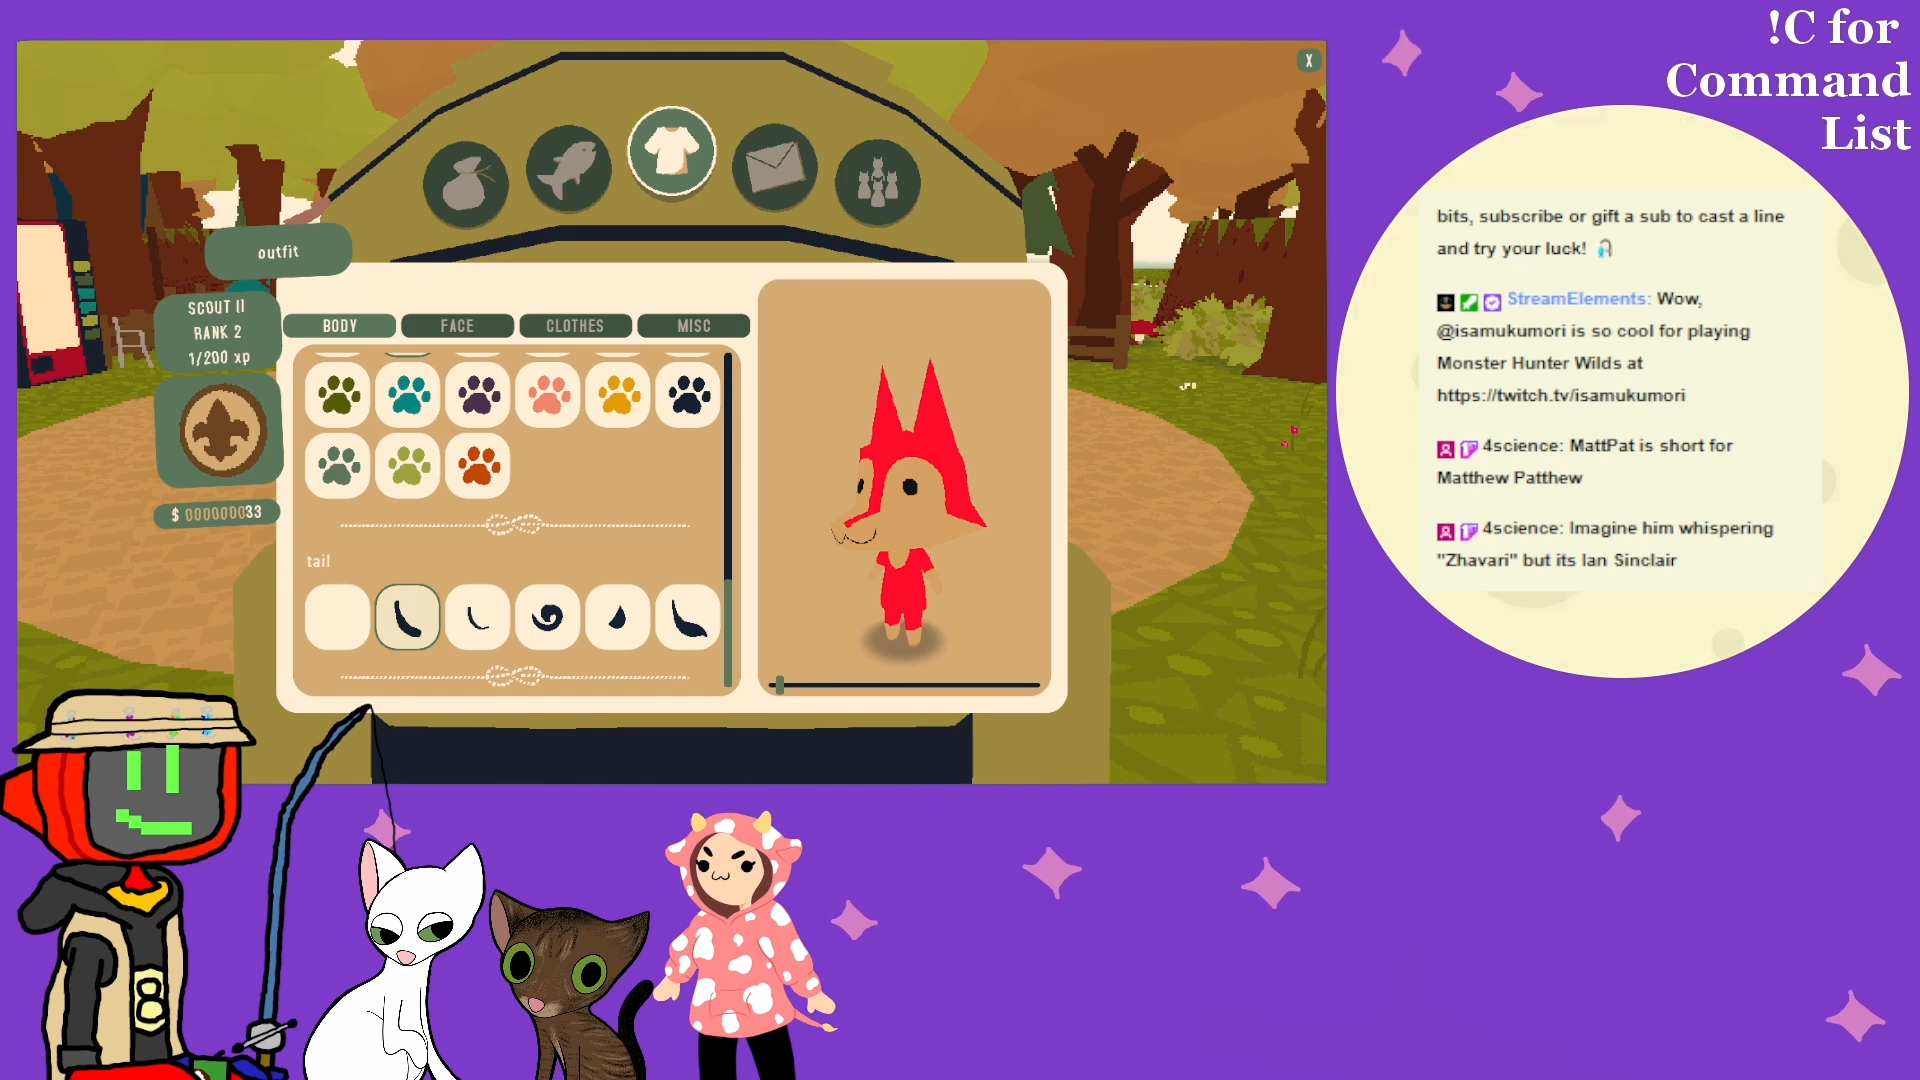 !C for
Command
List
X
outfit
SCOUT II
RANK 2
1/200 xp
$ 000000033
BODY
FACE
CLOTHES
MISC
tail
8
bits, subscribe or gift a sub to cast a line
and try your luck!
StreamElements: Wow,
@isamukumori is so cool for playing
Monster Hunter Wilds at
https://twitch.tv/isamukumori
4science: MattPat is short for
Matthew Patthew
4science: Imagine him whispering
"Zhavari" but its Ian Sinclair